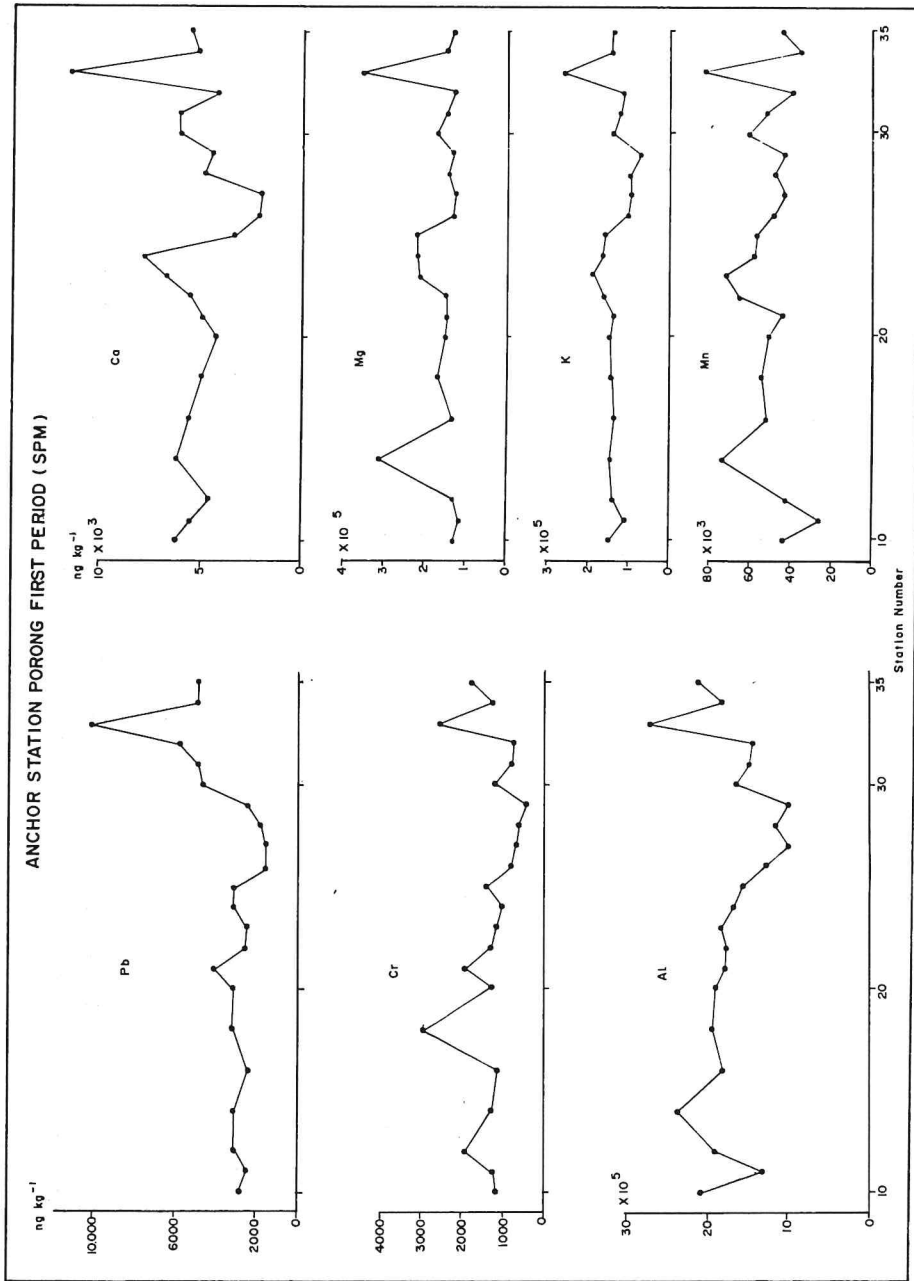 ANCHOR STATION PORONG FIRST PERIOD (SPM)
ng kg⁻¹
10.000
6000
2000
0
Pb
4000
3000
2000
1000
0
Cr
30
× 10⁵
20
10
0
Al
10
20
30
35
ng kg⁻¹
10 × 10³
5
0
Ca
4 × 10⁵
3
2
1
0
Mg
3 × 10⁵
2
1
0
K
80 × 10³
60
40
20
0
Mn
10
20
30
35
Station Number